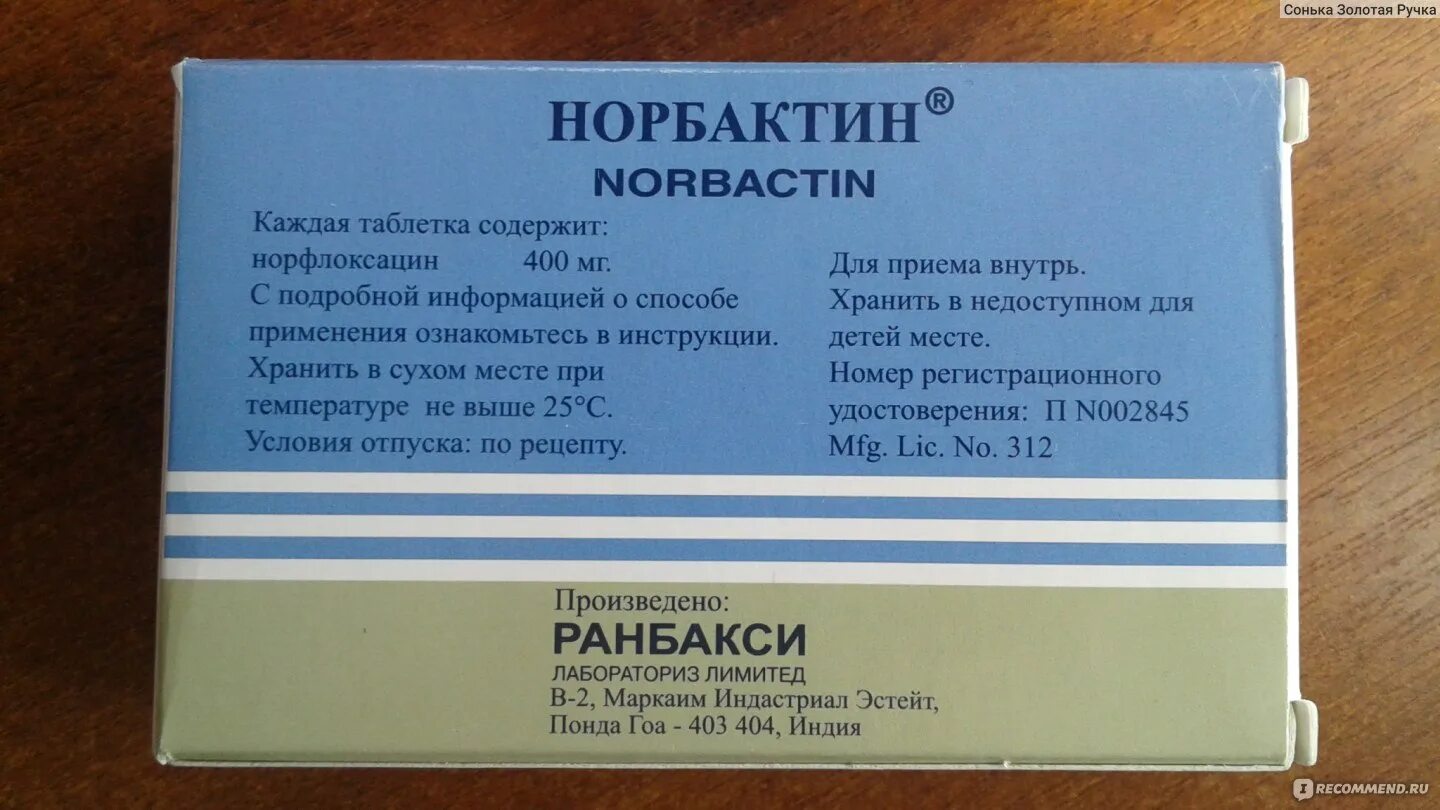 Сонька Золотая Ручка
НОРБАКТИН®
NORBACTIN
Каждая таблетка содержит:
норфлоксацин 400 мг.
С подробной информацией о способе
применения ознакомьтесь в инструкции.
Хранить в сухом месте при
температуре не выше 25°C.
Условия отпуска: по рецепту.
Для приема внутрь.
Хранить в недоступном для
детей месте.
Номер регистрационного
удостоверения: П N002845
Mfg. Lic. No. 312
Произведено:
РАНБАКСИ
ЛАБОРАТОРИЗ ЛИМИТЕД
В-2, Маркаим Индастриал Эстейт,
Понда Гоа - 403 404, Индия
IRECOMMEND.RU